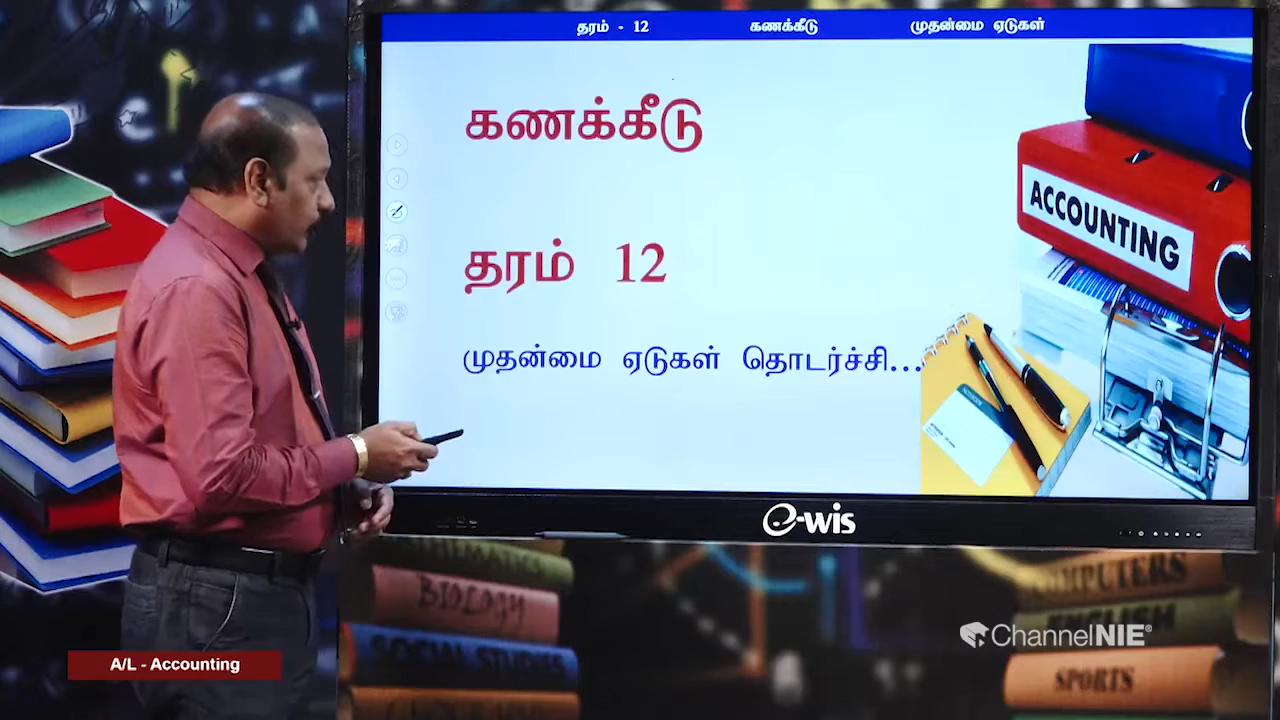 தரம் - 12 கணக்கீடு முதன்மை ஏடுகள்
கணக்கீடு
தரம் 12
முதன்மை ஏடுகள் தொடர்ச்சி...
ACCOUNTING
e-wis
MATHEMATICS
BIOLOGY
SOCIAL STUDIES
COMPUTERS
ENGLISH
SPORTS
ChannelNIE®
A/L - Accounting